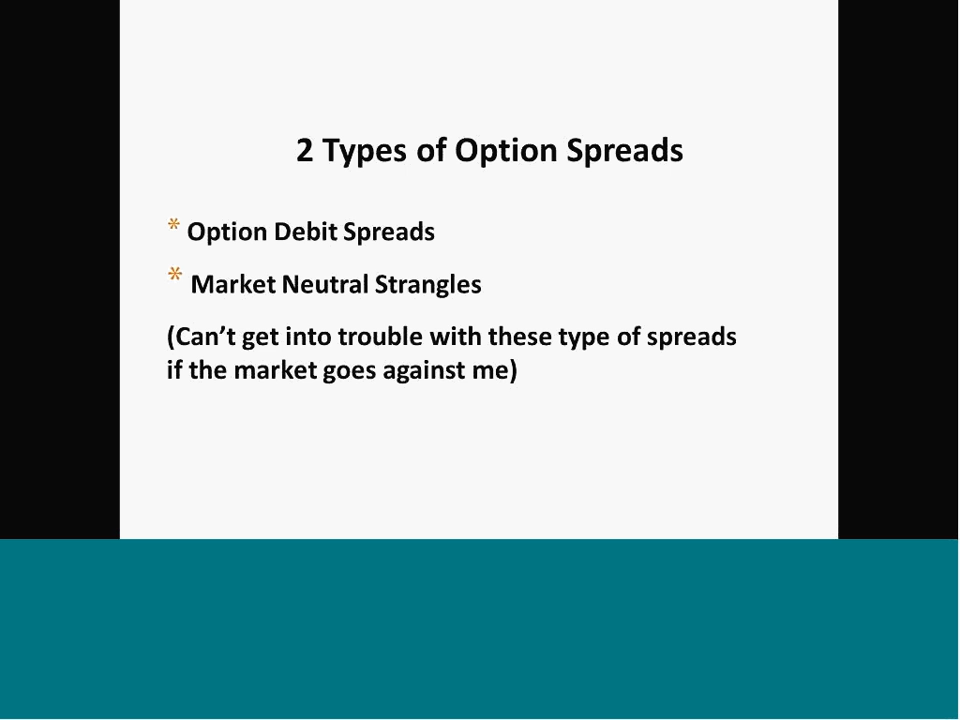 2 Types of Option Spreads
* Option Debit Spreads
* Market Neutral Strangles
(Can’t get into trouble with these type of spreads
if the market goes against me)